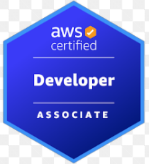 aws
certified
Developer
ASSOCIATE